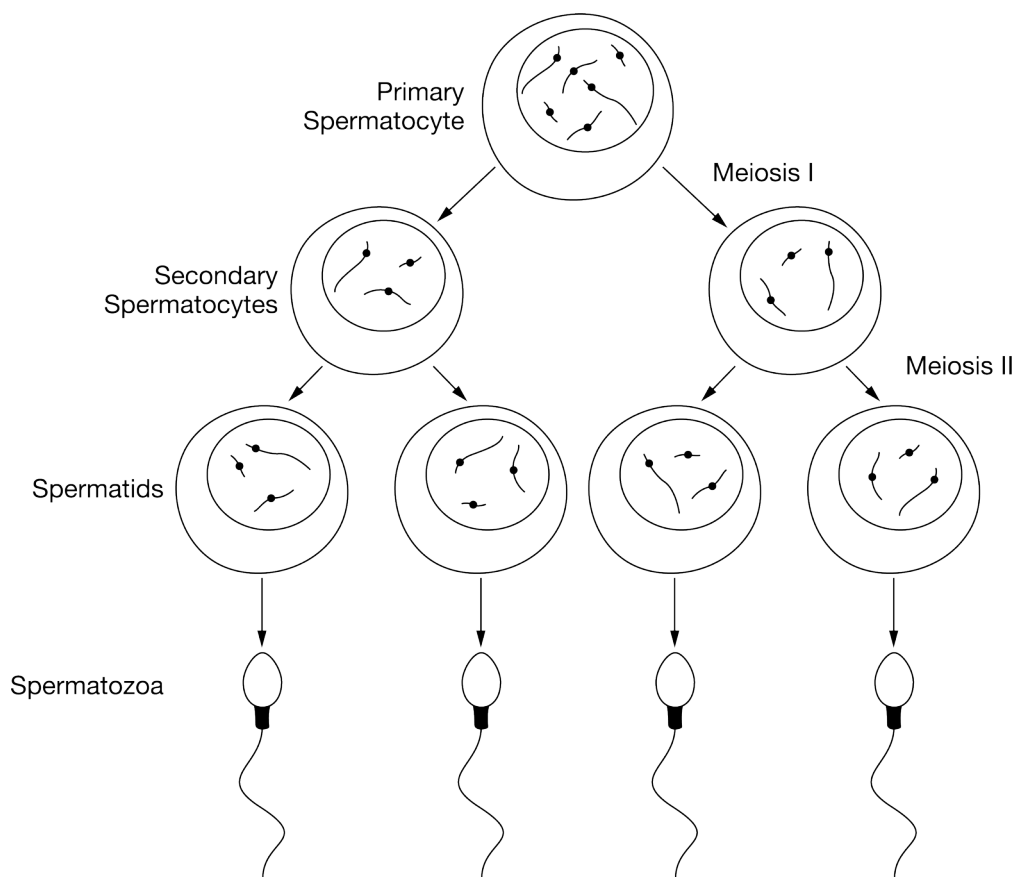 Primary
Spermatocyte
Meiosis I
Secondary
Spermatocytes
Meiosis II
Spermatids
Spermatozoa